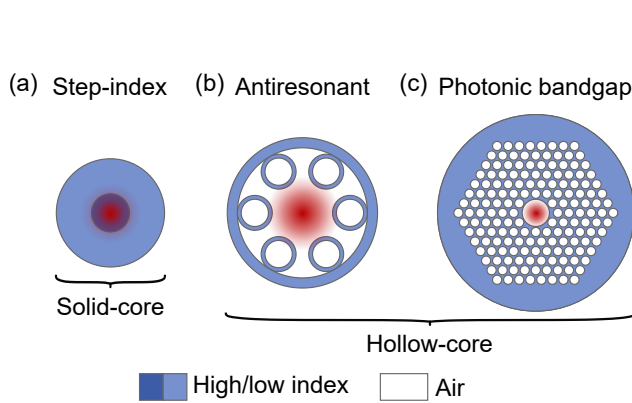 (a) Step-index
(b) Antiresonant
(c) Photonic bandgap
Solid-core
Hollow-core
High/low index
Air